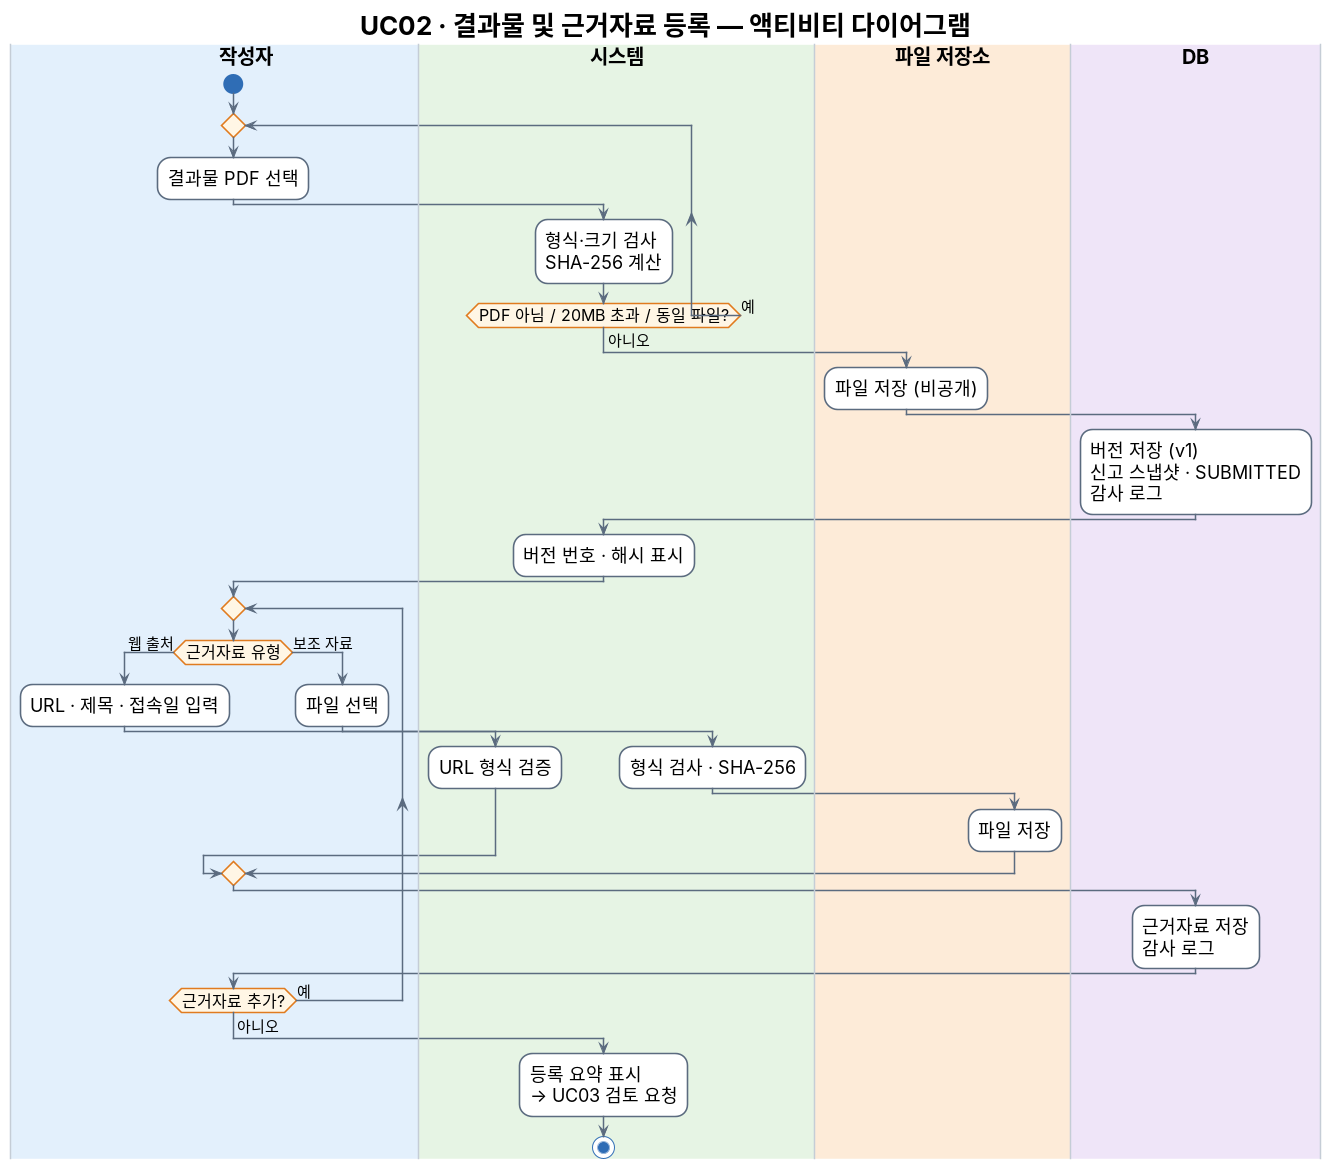 UC02 · 결과물 및 근거자료 등록 — 액티비티 다이어그램
작성자
시스템
파일 저장소
DB
결과물 PDF 선택
형식·크기 검사
SHA-256 계산
PDF 아님 / 20MB 초과 / 동일 파일?
예
아니오
파일 저장 (비공개)
버전 저장 (v1)
신고 스냅샷 · SUBMITTED
감사 로그
버전 번호 · 해시 표시
웹 출처
근거자료 유형
보조 자료
URL · 제목 · 접속일 입력
파일 선택
URL 형식 검증
형식 검사 · SHA-256
파일 저장
근거자료 저장
감사 로그
근거자료 추가?
예
아니오
등록 요약 표시
→ UC03 검토 요청